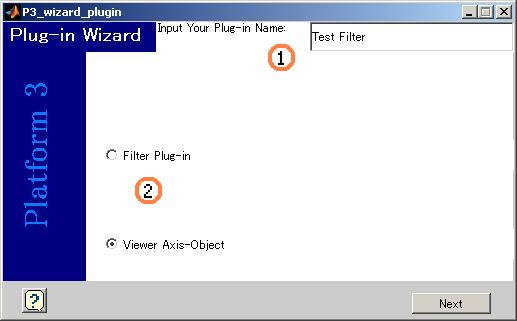 P3_wizard_plugin
Plug-in Wizard
Input Your Plug-in Name:
Test Filter
1
Platform 3
Filter Plug-in
2
Viewer Axis-Object
?
Next